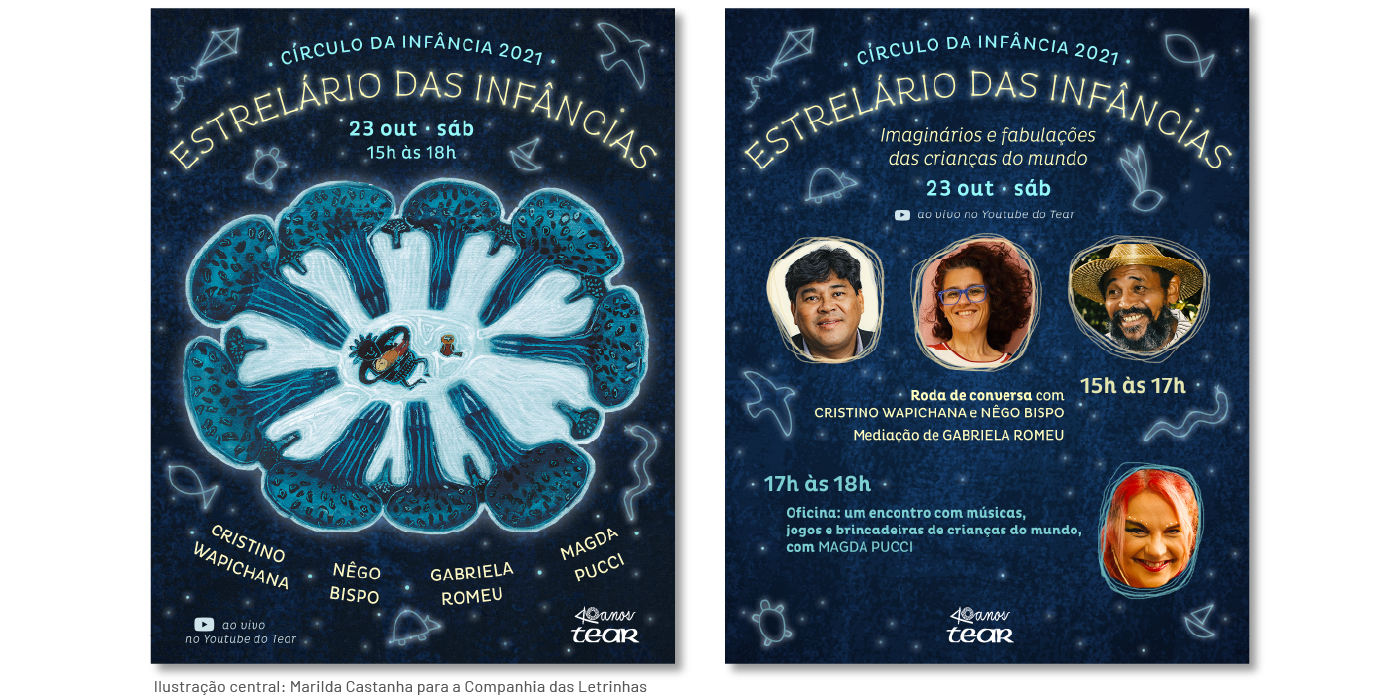 CÍRCULO DA INFÂNCIA 2021
ESTRELÁRIO DAS INFÂNCIAS
23 out · sáb
15h às 18h
CRISTINO
WAPICHANA
NÊGO
BISPO
GABRIELA
ROMEU
MAGDA
PUCCI
ao vivo
no Youtube do Tear
40 anos
tear
Ilustração central: Marilda Castanha para a Companhia das Letrinhas
CÍRCULO DA INFÂNCIA 2021
ESTRELÁRIO DAS INFÂNCIAS
Imaginários e fabulações
das crianças do mundo
23 out · sáb
ao vivo no Youtube do Tear
15h às 17h
Roda de conversa com
CRISTINO WAPICHANA e NÊGO BISPO
Mediação de GABRIELA ROMEU
17h às 18h
Oficina: um encontro com músicas,
jogos e brincadeiras de crianças do mundo,
com MAGDA PUCCI
40 anos
tear